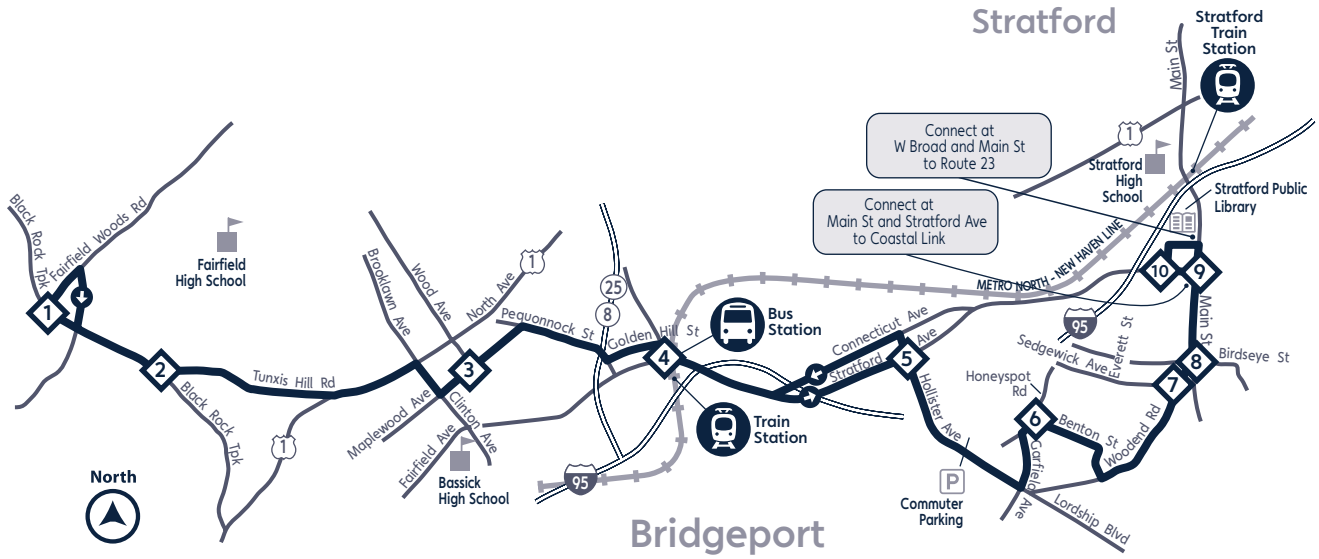 Stratford
Stratford
Train
Station
Main St
1
Connect at
W Broad and Main St
to Route 23
Stratford
High
School
Stratford Public
Library
Connect at
Main St and Stratford Ave
to Coastal Link
METRO NORTH - NEW HAVEN LINE
Black Rock Tpk
Fairfield Woods Rd
Fairfield
High School
Brooklawn Ave
Wood Ave
North Ave
1
25
8
10
9
1
Pequonnock St
Golden Hill St
4
Bus
Station
Connecticut Ave
Stratford Ave
5
95
Main St
Everett St
Sedgewick Ave
8
Birdseye St
2
Tunxis Hill Rd
3
Honeyspot
Rd
7
Black Rock Tpk
1
Maplewood Ave
Clinton Ave
Fairfield Ave
Train
Station
Hollister Ave
6
Benton St
Woodend Rd
Garfield Ave
Bassick
High School
95
P
Commuter
Parking
Lordship Blvd
North
Bridgeport